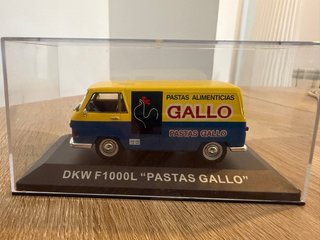 PASTAS ALIMENTICIAS
GALLO
PASTAS GALLO
DKW F1000L "PASTAS GALLO"